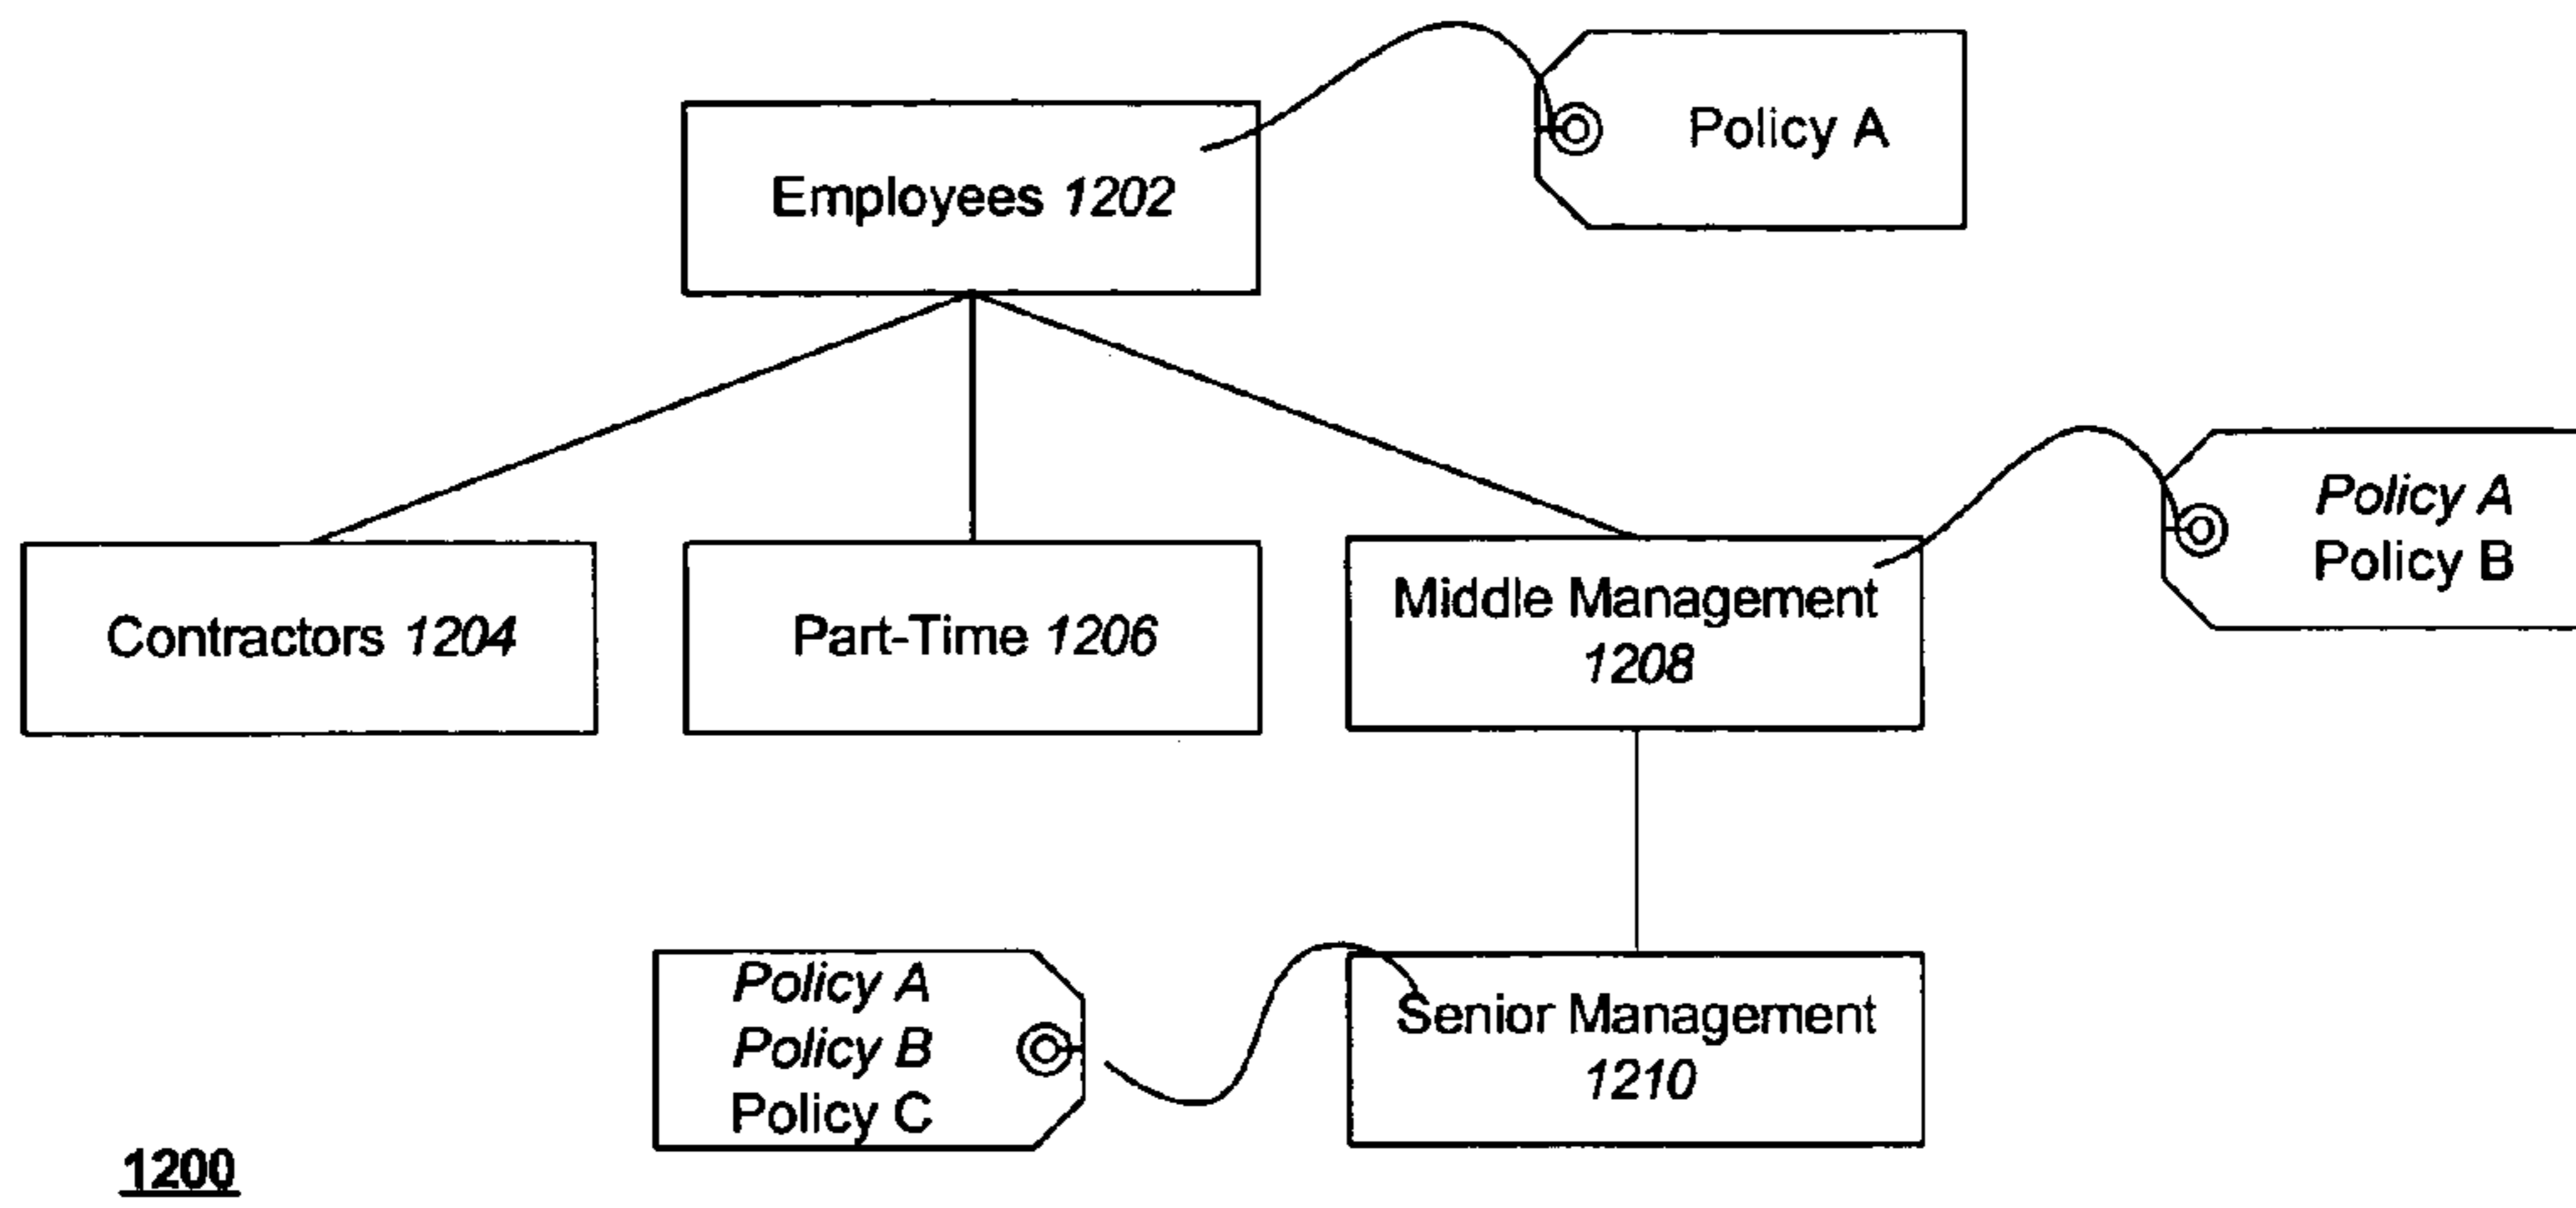 Policy A
Employees 1202
Policy A
Policy B
Contractors 1204
Part-Time 1206
Middle Management
1208
Policy A
Policy B
Policy C
Senior Management
1210
1200